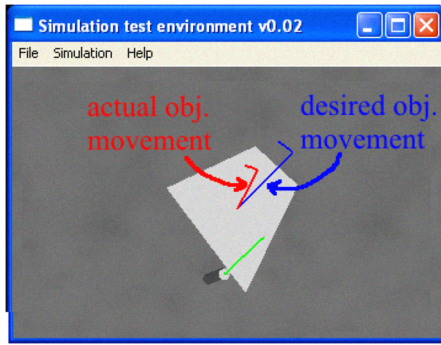 Simulation test environment v0.02
File Simulation Help
actual obj.
movement
desired obj.
movement